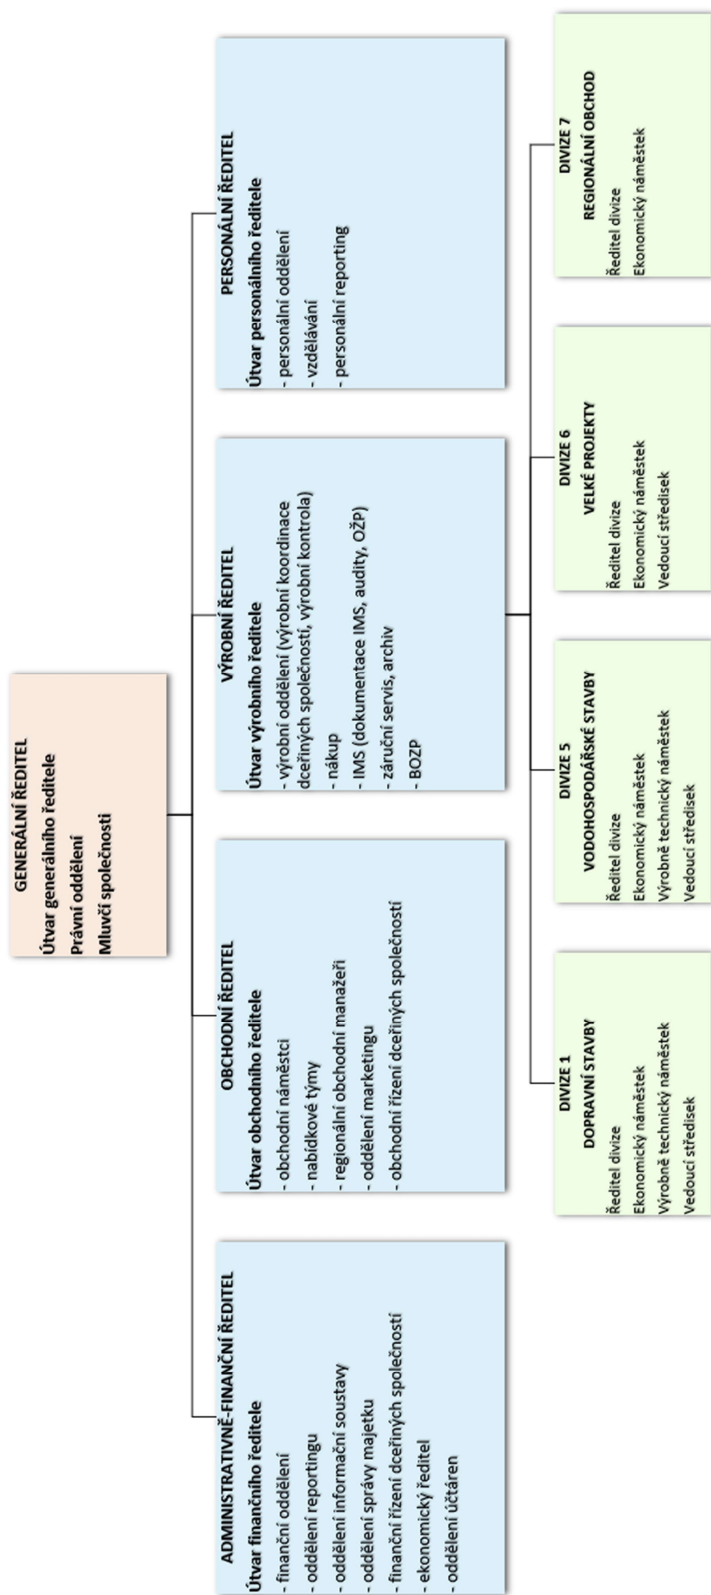 GENERÁLNÍ ŘEDITEL
Útvar generálního ředitele
Právní oddělení
Mluvčí společnosti
ADMINISTRATIVNĚ-FINANČNÍ ŘEDITEL
Útvar finančního ředitele
- finanční oddělení
- oddělení reportingu
- oddělení informační soustavy
- oddělení správy majetku
- finanční řízení dceřiných společností
- ekonomický ředitel
- oddělení účtáren
OBCHODNÍ ŘEDITEL
Útvar obchodního ředitele
- obchodní náměstci
- nabídkové týmy
- regionální obchodní manažeři
- oddělení marketingu
- obchodní řízení dceřiných společností
VÝROBNÍ ŘEDITEL
Útvar výrobního ředitele
- výrobní oddělení (výrobní koordinace
dceřiných společností, výrobní kontrola)
- nákup
- IMS (dokumentace IMS, audity, OŽP)
- záruční servis, archiv
- BOZP
PERSONÁLNÍ ŘEDITEL
Útvar personálního ředitele
- personální oddělení
- vzdělávání
- personální reporting
DIVIZE 1
DOPRAVNÍ STAVBY
Ředitel divize
Ekonomický náměstek
Výrobně technický náměstek
Vedoucí středisek
DIVIZE 5
VODOHOSPODÁŘSKÉ STAVBY
Ředitel divize
Ekonomický náměstek
Výrobně technický náměstek
Vedoucí středisek
DIVIZE 6
VELKÉ PROJEKTY
Ředitel divize
Ekonomický náměstek
Vedoucí středisek
DIVIZE 7
REGIONÁLNÍ OBCHOD
Ředitel divize
Ekonomický náměstek